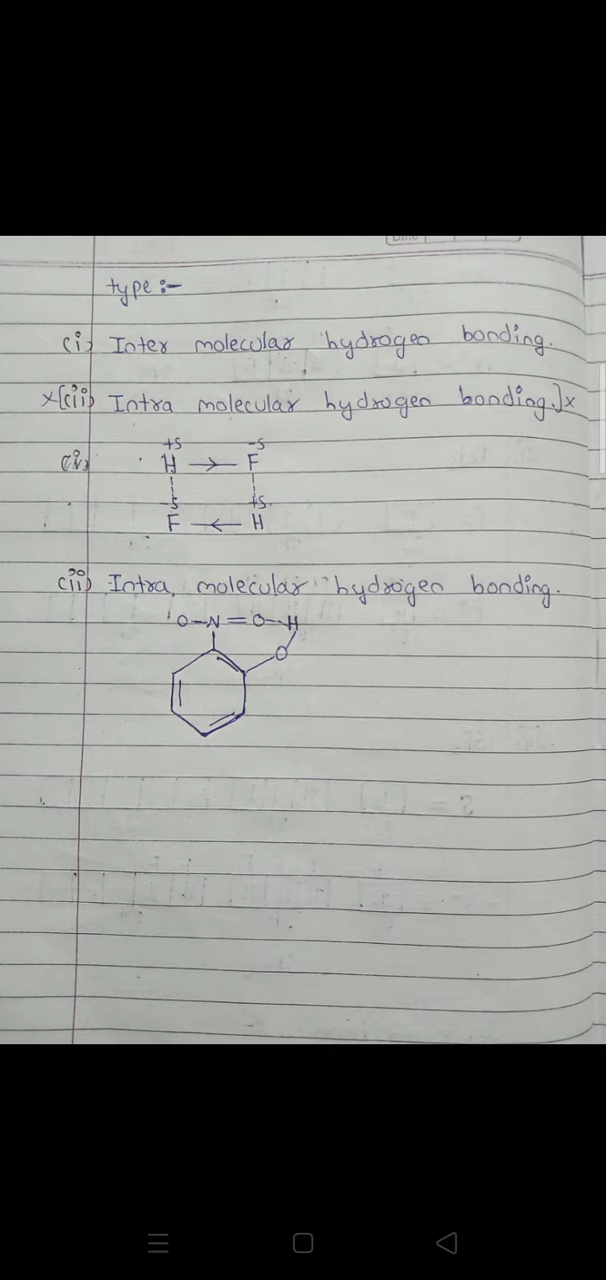 type :-
(i) Inter molecular hydrogen bonding.
x[(ii) Intra molecular hydrogen bonding.]x
+S -S
(i) H → F
-S +S
F ← H
(ii) Intra, molecular hydrogen bonding.
O-N=O--H
O